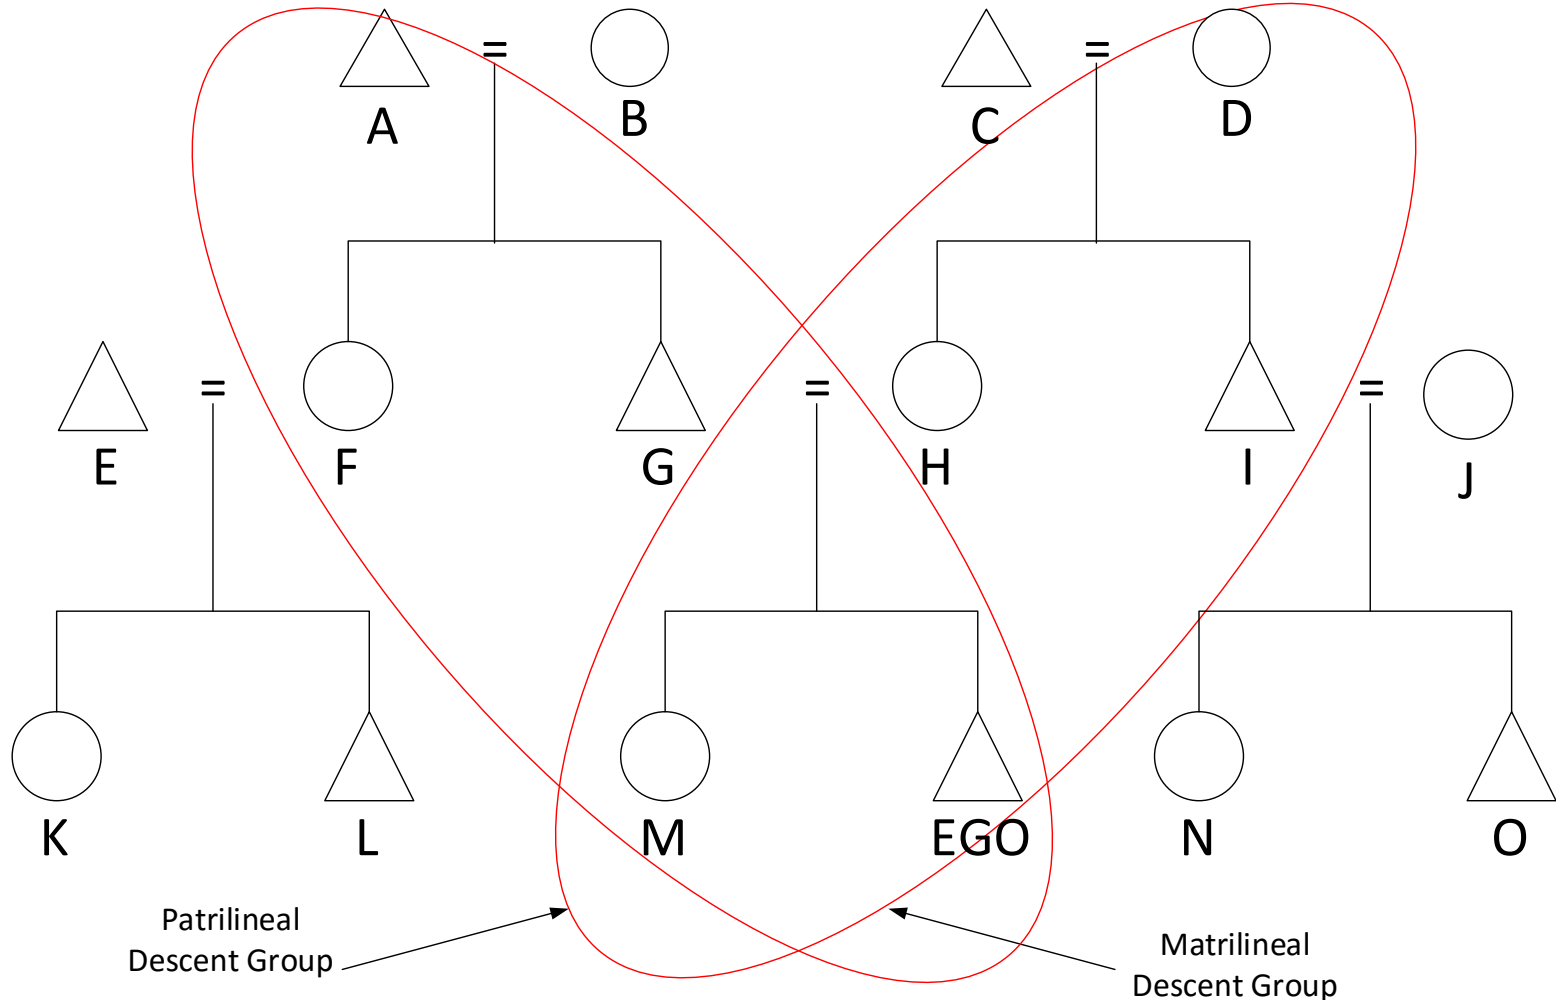 = =
A B C D
= = =
E F G H I J
K L M EGO N O
Patrilineal
Descent Group
Matrilineal
Descent Group